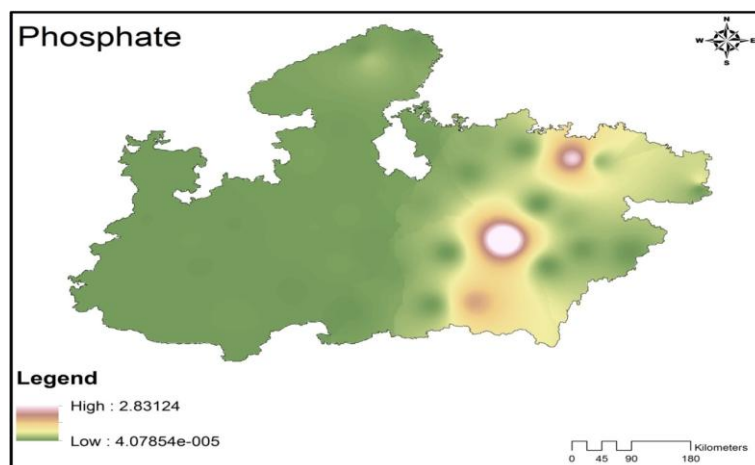 Phosphate
N
W E
S
Legend
High : 2.83124
Low : 4.07854e-005
Kilometers
0 45 90 180